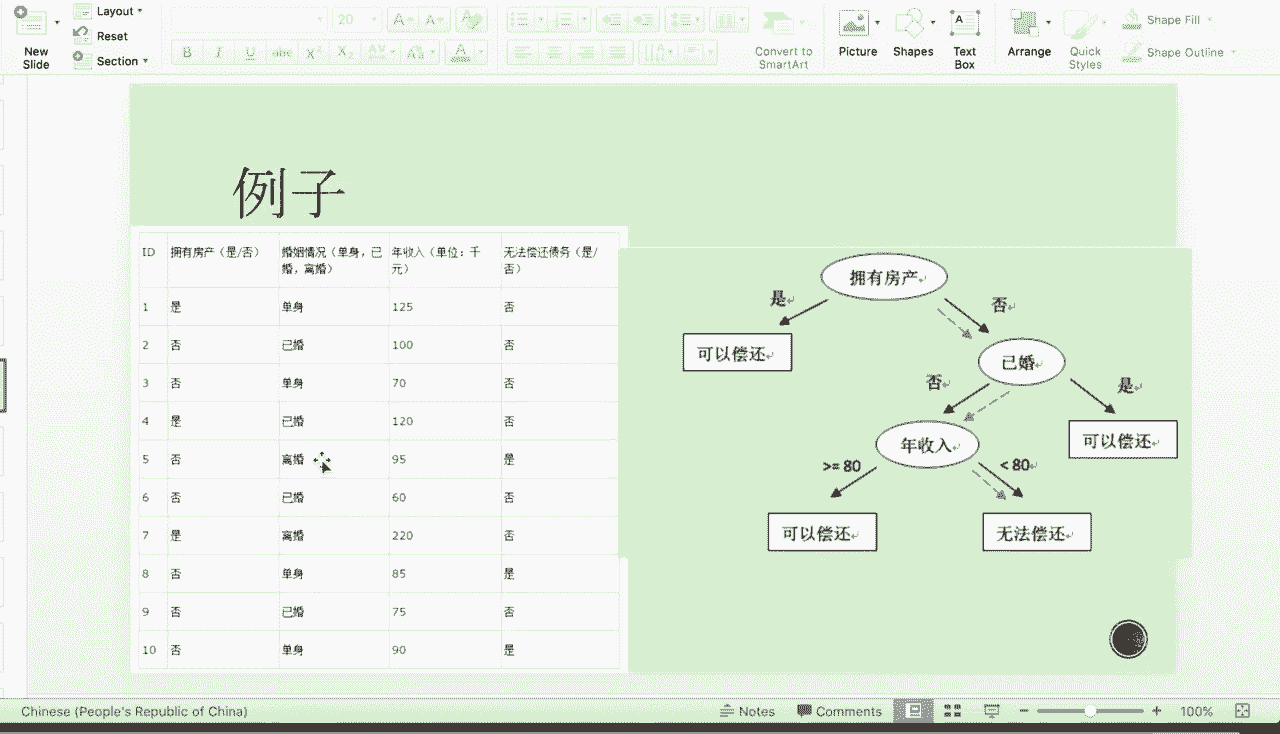 Layout
Reset
Section
New
Slide
20
A A
B I U abc X² X₂ AV Aa A
Convert to
SmartArt
Picture
Shapes
Text
Box
Arrange
Quick
Styles
Shape Fill
Shape Outline
例子
ID 拥有房产（是/否） 婚姻情况（单身，已 年收入（单位：千 无法偿还债务（是/
婚，离婚） 元） 否）
1 是 单身 125 否
2 否 已婚 100 否
3 否 单身 70 否
4 是 已婚 120 否
5 否 离婚 95 是
6 否 已婚 60 否
7 是 离婚 220 否
8 否 单身 85 是
9 否 已婚 75 否
10 否 单身 90 是
拥有房产
是 否
可以偿还
已婚
否 是
年收入
可以偿还
>= 80 < 80
可以偿还 无法偿还
Chinese (People's Republic of China) Notes Comments 100%